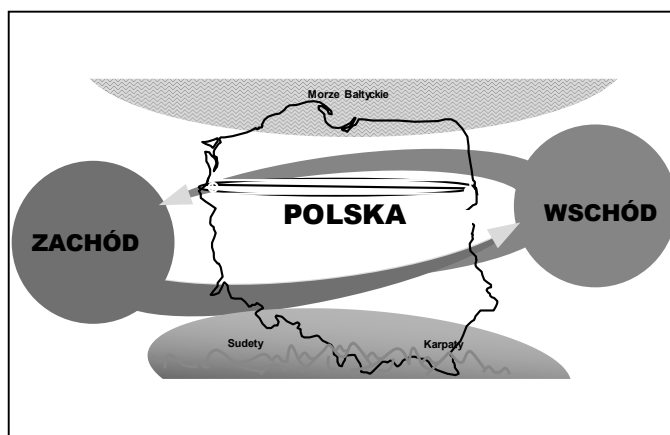 Morze Bałtyckie
POLSKA
WSCHÓD
ZACHÓD
Sudety
Karpaty